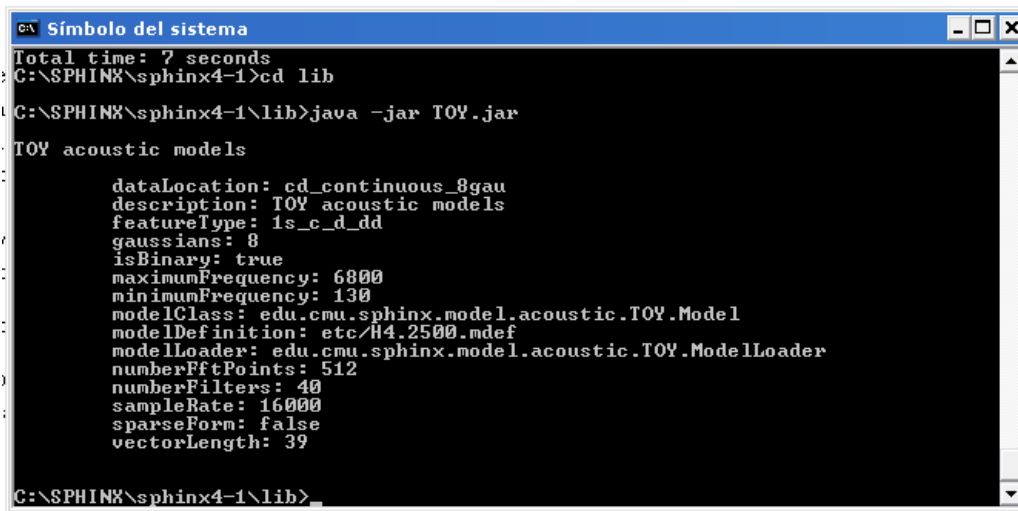 Símbolo del sistema
Total time: 7 seconds
C:\SPHINX\sphinx4-1>cd lib
C:\SPHINX\sphinx4-1\lib>java -jar TOY.jar
TOY acoustic models
dataLocation: cd_continuous_8gau
description: TOY acoustic models
featureType: 1s_c_d_dd
gaussians: 8
isBinary: true
maximumFrequency: 6800
minimumFrequency: 130
modelClass: edu.cmu.sphinx.model.acoustic.TOY.Model
modelDefinition: etc/H4.2500.mdef
modelLoader: edu.cmu.sphinx.model.acoustic.TOY.ModelLoader
numberFftPoints: 512
numberFilters: 40
sampleRate: 16000
sparseForm: false
vectorLength: 39
C:\SPHINX\sphinx4-1\lib>_